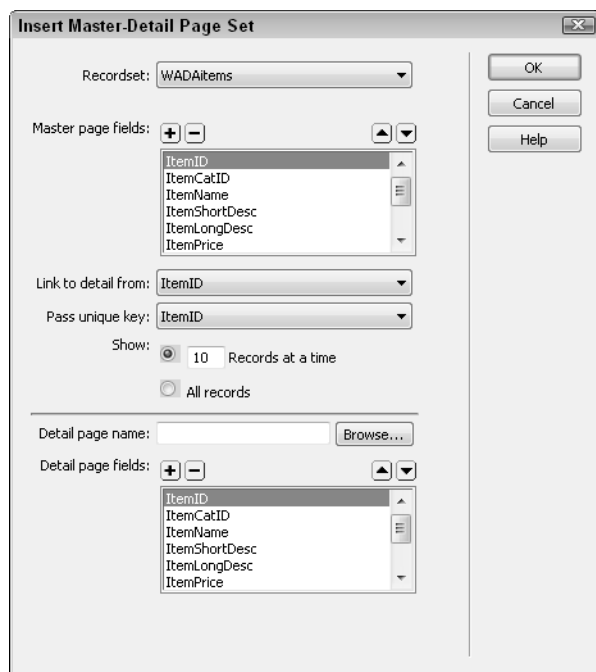 Insert Master-Detail Page Set
Recordset: WADAitems
OK
Cancel
Help
Master page fields:
ItemID
ItemCatID
ItemName
ItemShortDesc
ItemLongDesc
ItemPrice
Link to detail from: ItemID
Pass unique key: ItemID
Show: 10 Records at a time
All records
Detail page name: Browse...
Detail page fields:
ItemID
ItemCatID
ItemName
ItemShortDesc
ItemLongDesc
ItemPrice